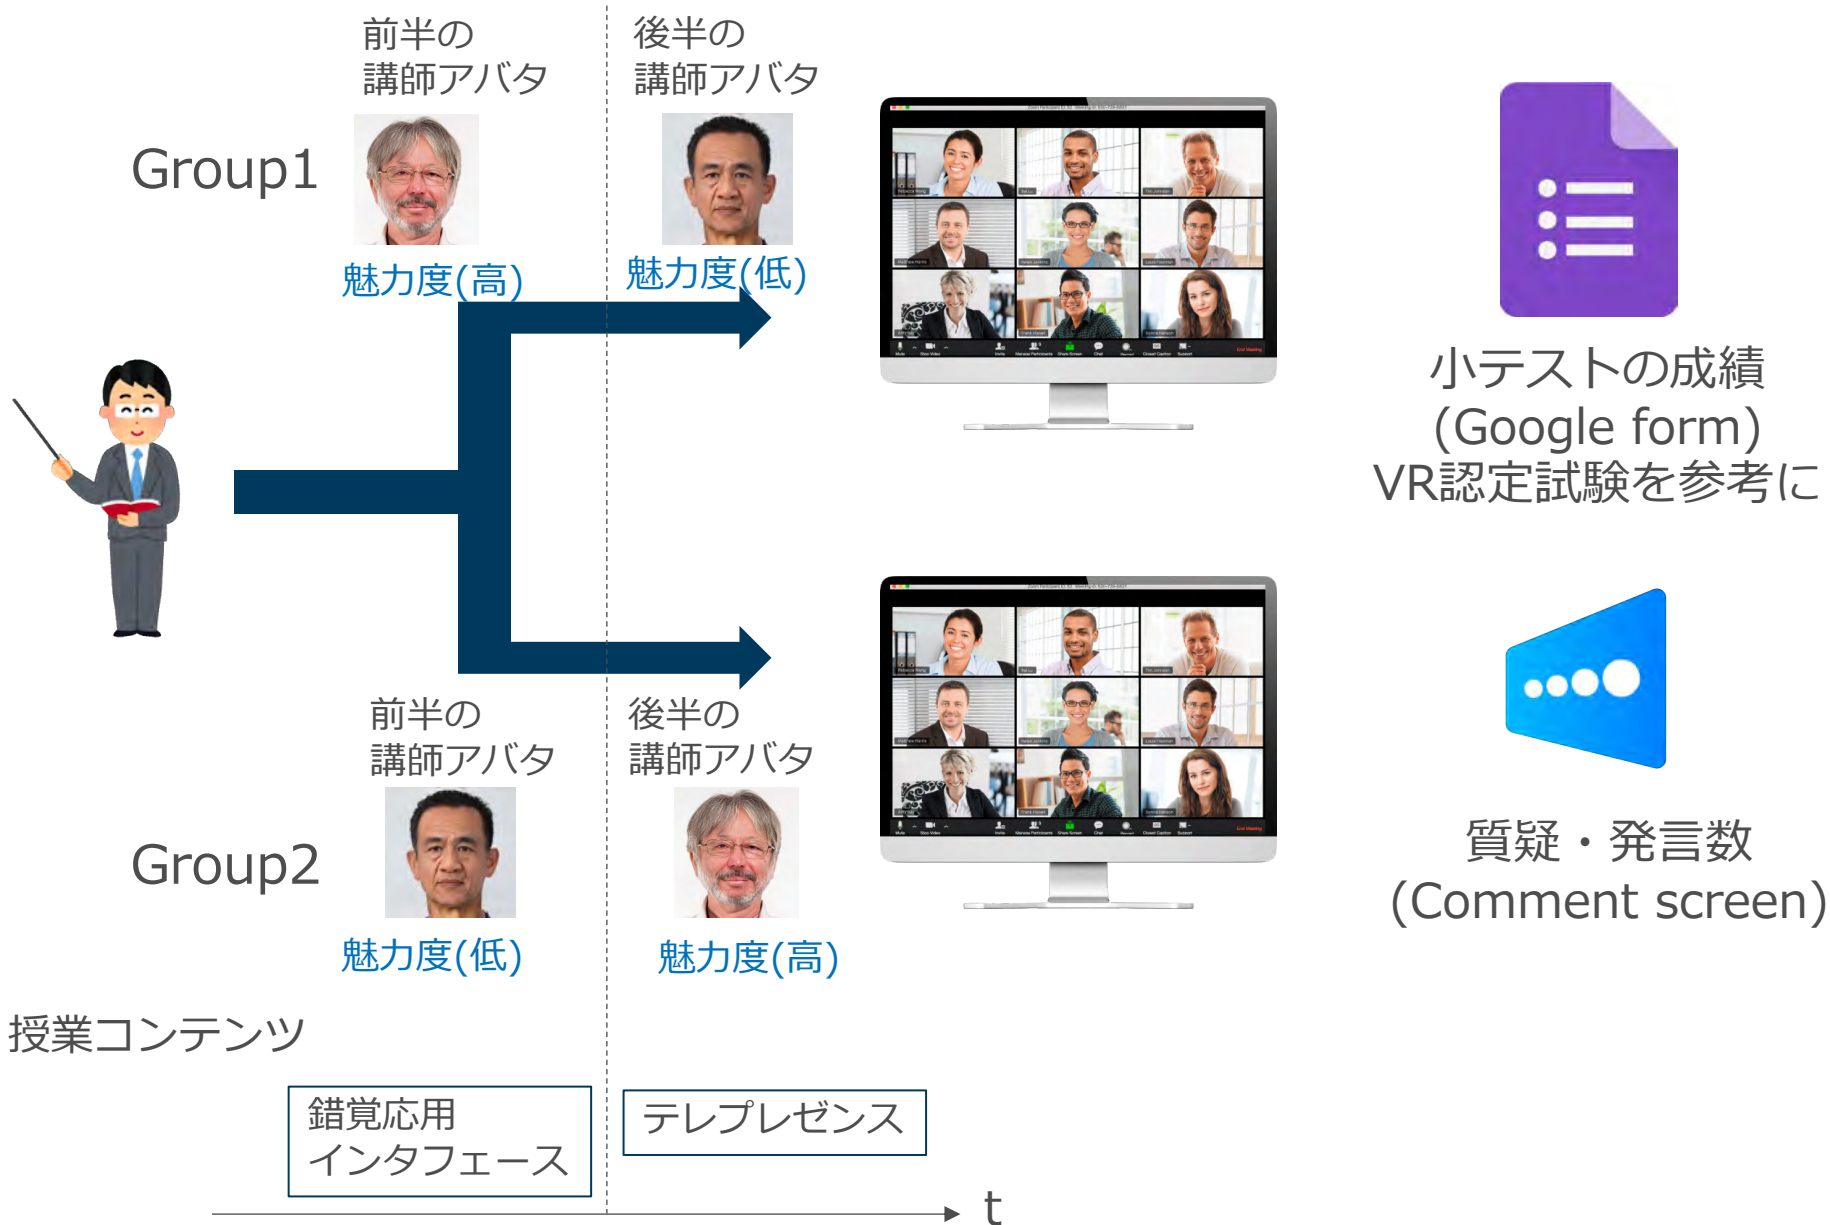 前半の
講師アバタ
後半の
講師アバタ
Group1
魅力度(高)
魅力度(低)
小テストの成績
(Google form)
VR認定試験を参考に
前半の
講師アバタ
後半の
講師アバタ
Group2
魅力度(低)
魅力度(高)
質疑・発言数
(Comment screen)
授業コンテンツ
錯覚応用
インタフェース
テレプレゼンス
t